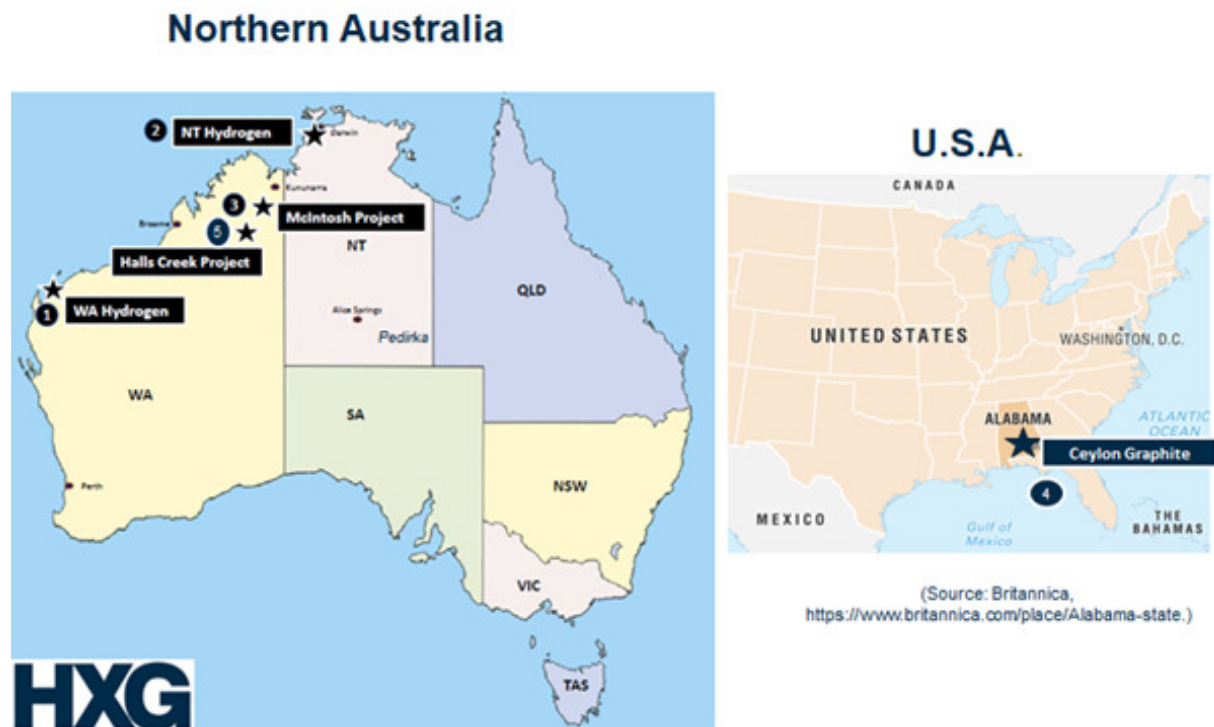 Northern Australia
2 NT Hydrogen
Darwin
Kununarra
3
McIntosh Project
Broome
5
Halls Creek Project
NT
1 WA Hydrogen
QLD
Alice Springs
Pedirka
WA
SA
Perth
NSW
VIC
TAS
HXG
U.S.A.
CANADA
UNITED STATES
WASHINGTON, D.C.
ALABAMA
ATLANTIC
OCEAN
Ceylon Graphite
4
MEXICO
Gulf of
Mexico
THE
BAHAMAS
(Source: Britannica,
https://www.britannica.com/place/Alabama-state.)